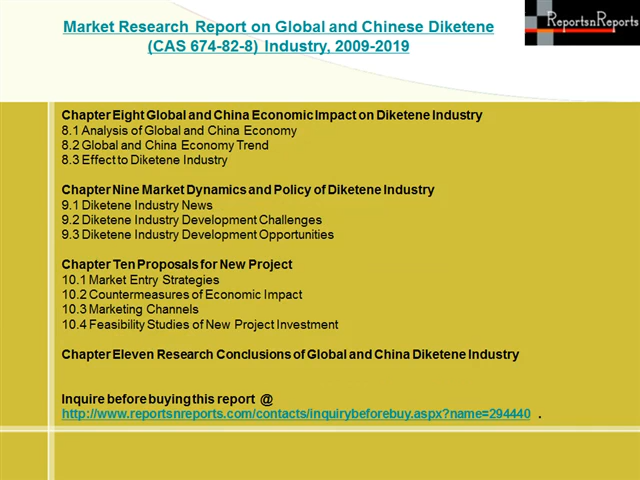 Market Research Report on Global and Chinese Diketene
(CAS 674-82-8) Industry, 2009-2019
ReportsnReports
Chapter Eight Global and China Economic Impact on Diketene Industry
8.1 Analysis of Global and China Economy
8.2 Global and China Economy Trend
8.3 Effect to Diketene Industry
Chapter Nine Market Dynamics and Policy of Diketene Industry
9.1 Diketene Industry News
9.2 Diketene Industry Development Challenges
9.3 Diketene Industry Development Opportunities
Chapter Ten Proposals for New Project
10.1 Market Entry Strategies
10.2 Countermeasures of Economic Impact
10.3 Marketing Channels
10.4 Feasibility Studies of New Project Investment
Chapter Eleven Research Conclusions of Global and China Diketene Industry
Inquire before buying this report @
http://www.reportsnreports.com/contacts/inquirybeforebuy.aspx?name=294440 .